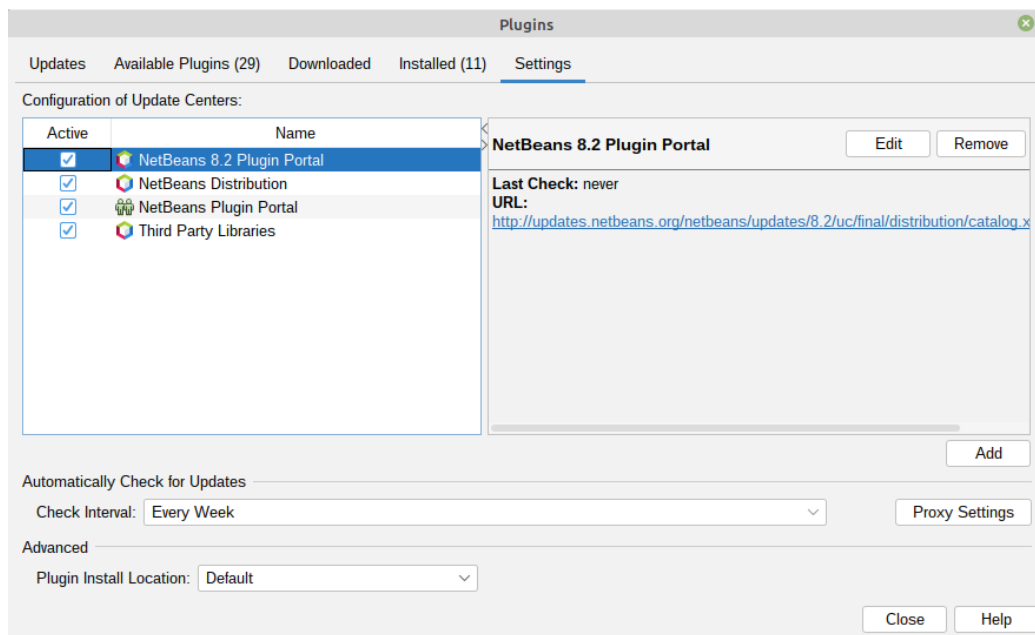 Plugins
Updates Available Plugins (29) Downloaded Installed (11) Settings
Configuration of Update Centers:
Active Name
NetBeans 8.2 Plugin Portal
NetBeans Distribution
NetBeans Plugin Portal
Third Party Libraries
NetBeans 8.2 Plugin Portal Edit Remove
Last Check: never
URL:
http://updates.netbeans.org/netbeans/updates/8.2/uc/final/distribution/catalog.x
Add
Automatically Check for Updates
Check Interval: Every Week Proxy Settings
Advanced
Plugin Install Location: Default
Close Help